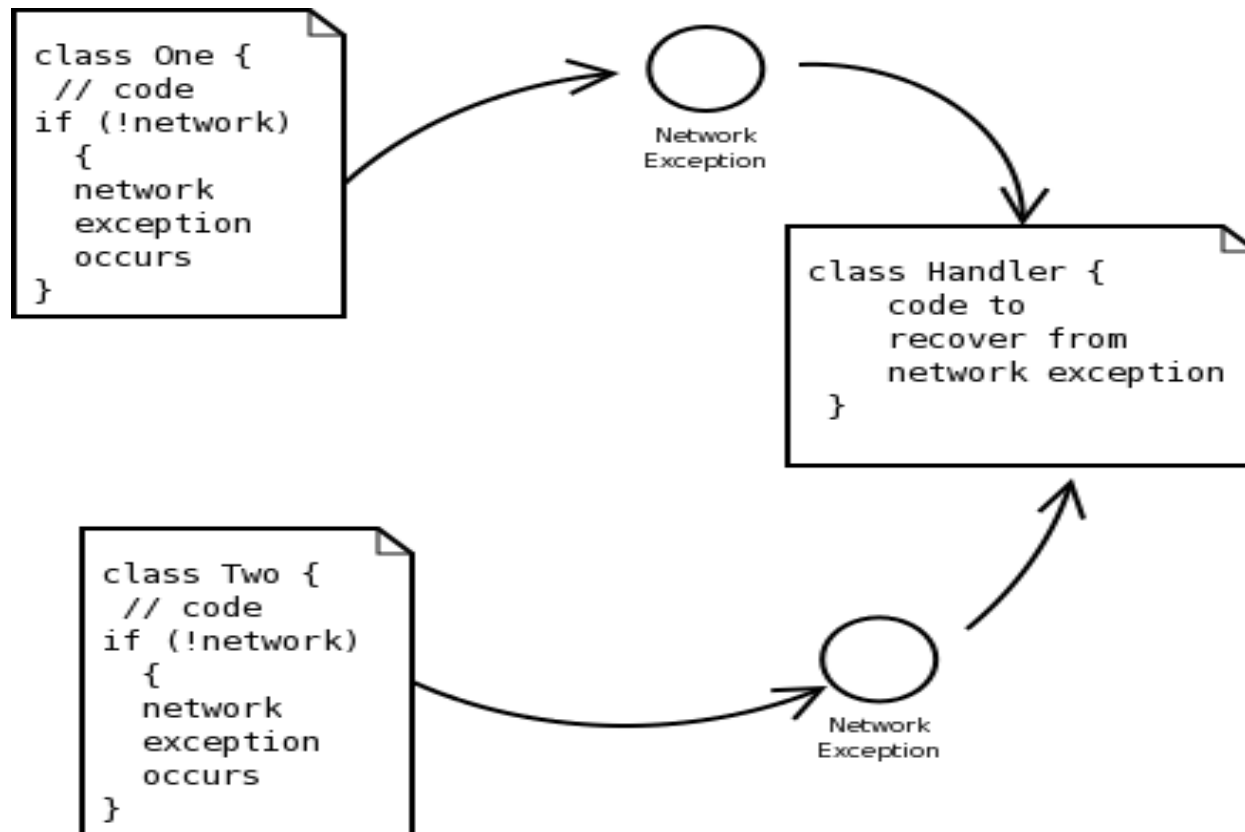 class One {
// code
if (!network)
{
network
exception
occurs
}
Network
Exception
class Handler {
code to
recover from
network exception
}
class Two {
// code
if (!network)
{
network
exception
occurs
}
Network
Exception